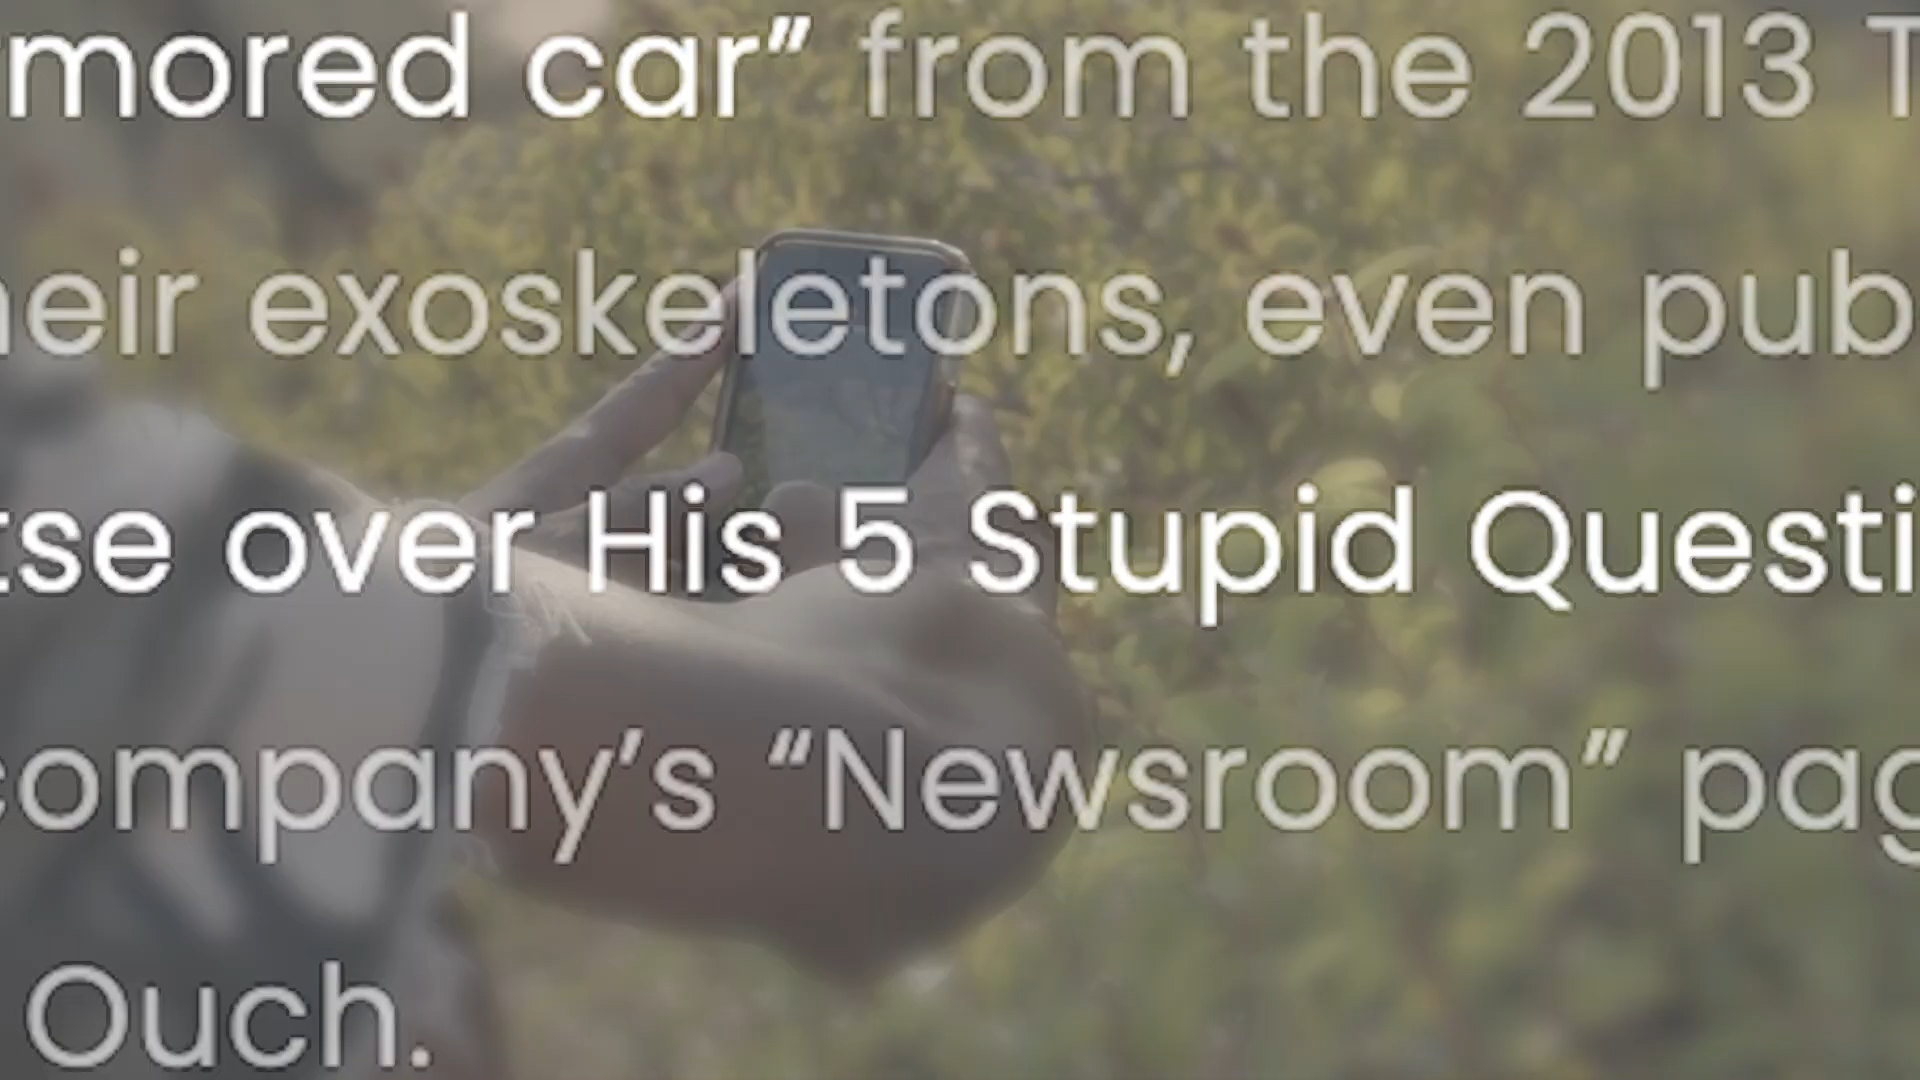 mored car” from the 2013 T
heir exoskeletons, even pub
tse over His 5 Stupid Questi
company’s “Newsroom” pag
Ouch.